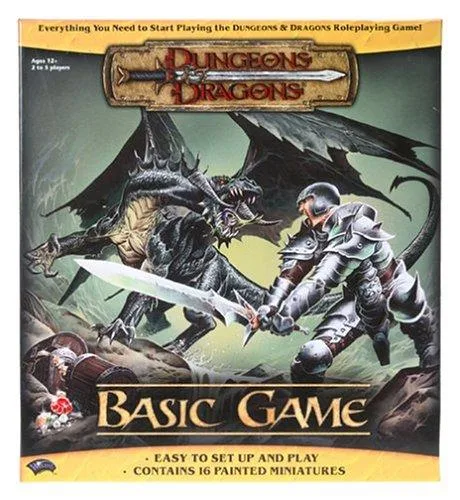 Everything You Need to Start Playing the DUNGEONS & DRAGONS Roleplaying Game!
Ages 12+
2 to 5 players
DUNGEONS
&
DRAGONS
BASIC GAME
· EASY TO SET UP AND PLAY
· CONTAINS 16 PAINTED MINIATURES